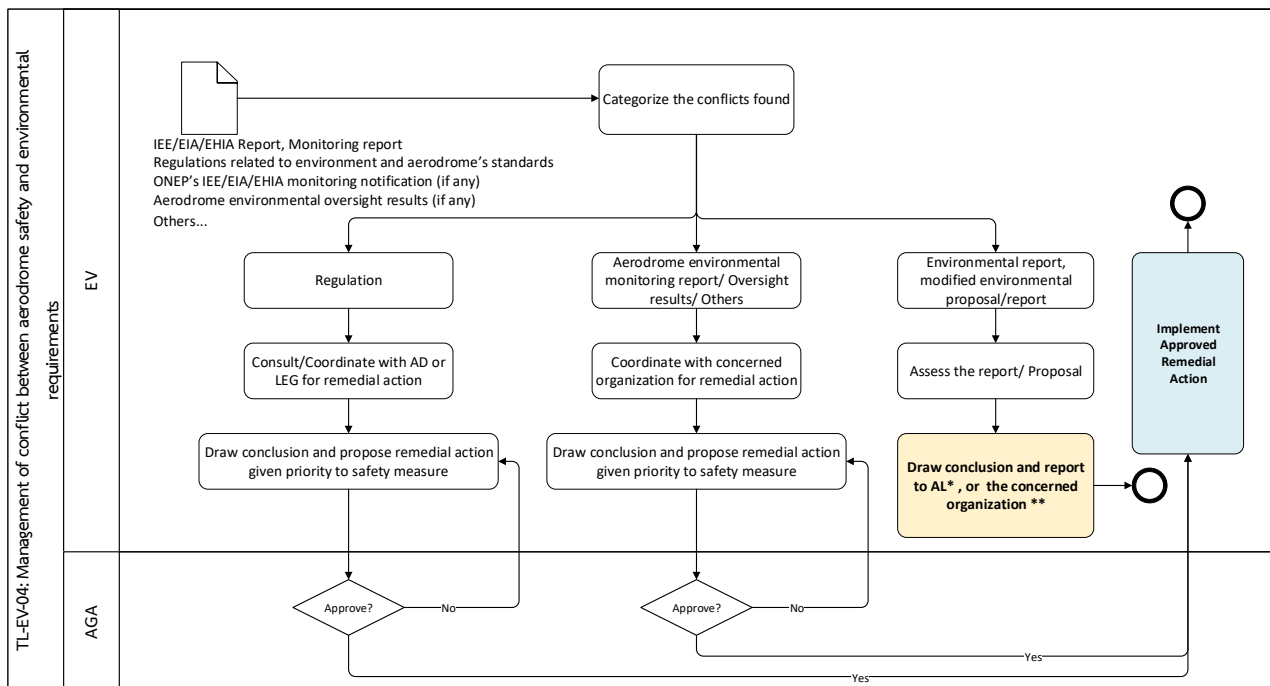 TL-EV-04: Management of conflict between aerodrome safety and environmental
requirements
EV
AGA
Categorize the conflicts found
IEE/EIA/EHIA Report, Monitoring report
Regulations related to environment and aerodrome's standards
ONEP's IEE/EIA/EHIA monitoring notification (if any)
Aerodrome environmental oversight results (if any)
Others...
Regulation
Aerodrome environmental
monitoring report/ Oversight
results/ Others
Environmental report,
modified environmental
proposal/report
Implement
Approved
Remedial
Action
Consult/Coordinate with AD or
LEG for remedial action
Coordinate with concerned
organization for remedial action
Assess the report/ Proposal
Draw conclusion and propose remedial action
given priority to safety measure
Draw conclusion and propose remedial action
given priority to safety measure
Draw conclusion and report
to AL* , or the concerned
organization **
Approve?
No
Approve?
No
Yes
Yes